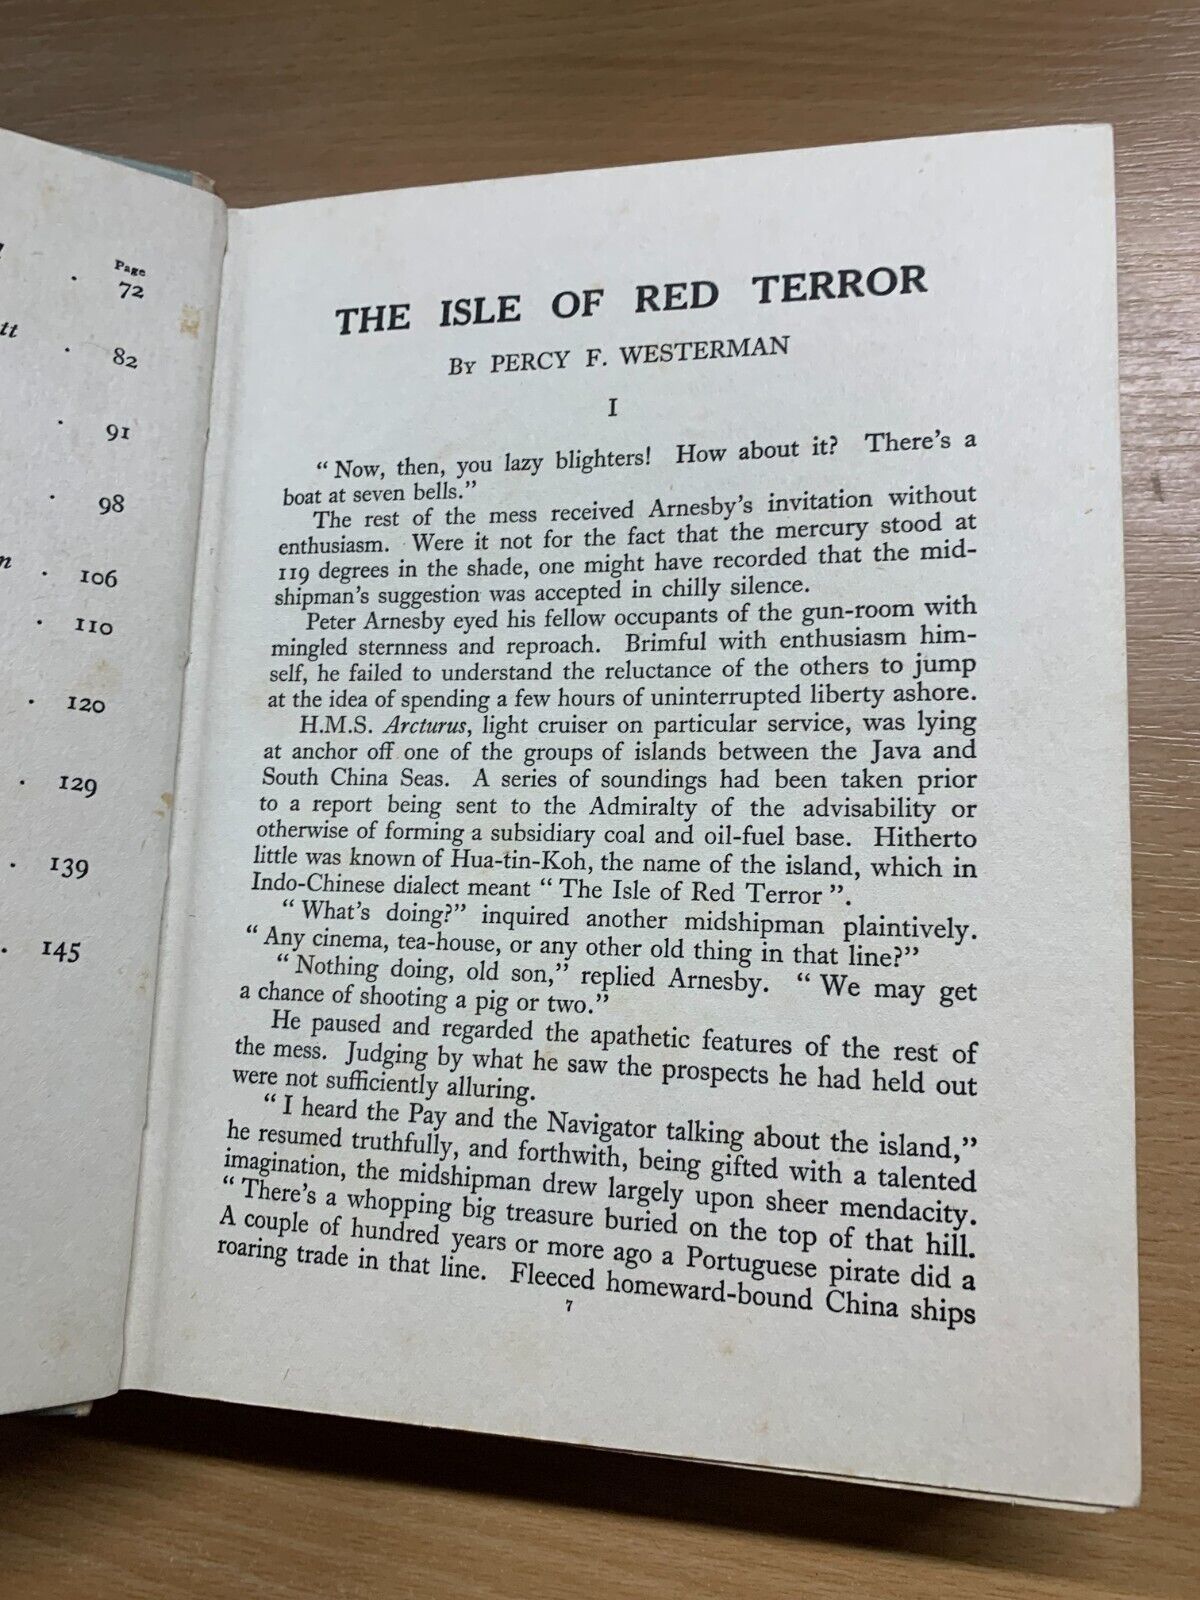 Page
72
tt
82
91
98
n
106
110
120
129
139
145
THE ISLE OF RED TERROR
By PERCY F. WESTERMAN
I
“Now, then, you lazy blighters! How about it? There's a
boat at seven bells.”
The rest of the mess received Arnesby's invitation without
enthusiasm. Were it not for the fact that the mercury stood at
119 degrees in the shade, one might have recorded that the mid-
shipman's suggestion was accepted in chilly silence.
Peter Arnesby eyed his fellow occupants of the gun-room with
mingled sternness and reproach. Brimful with enthusiasm him-
self, he failed to understand the reluctance of the others to jump
at the idea of spending a few hours of uninterrupted liberty ashore.
H.M.S. Arcturus, light cruiser on particular service, was lying
at anchor off one of the groups of islands between the Java and
South China Seas. A series of soundings had been taken prior
to a report being sent to the Admiralty of the advisability or
otherwise of forming a subsidiary coal and oil-fuel base. Hitherto
little was known of Hua-tin-Koh, the name of the island, which in
Indo-Chinese dialect meant “The Isle of Red Terror”.
“What's doing?” inquired another midshipman plaintively.
“Any cinema, tea-house, or any other old thing in that line?”
“Nothing doing, old son,” replied Arnesby. “We may get
a chance of shooting a pig or two.”
He paused and regarded the apathetic features of the rest of
the mess. Judging by what he saw the prospects he had held out
were not sufficiently alluring.
“I heard the Pay and the Navigator talking about the island,”
he resumed truthfully, and forthwith, being gifted with a talented
imagination, the midshipman drew largely upon sheer mendacity.
“There's a whopping big treasure buried on the top of that hill.
A couple of hundred years or more ago a Portuguese pirate did a
roaring trade in that line. Fleeced homeward-bound China ships
7